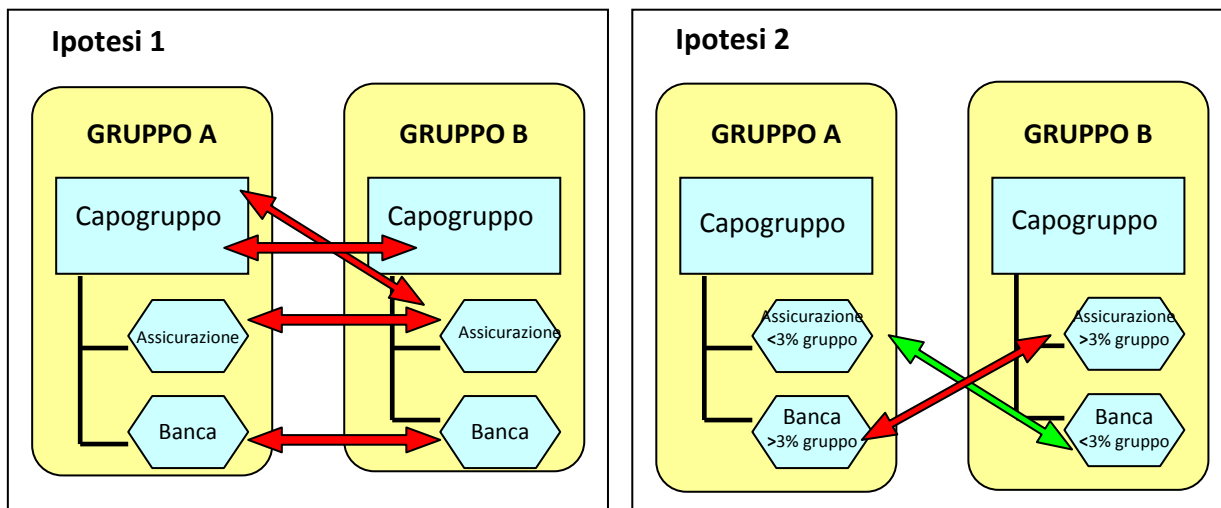 Ipotesi 1
GRUPPO A
GRUPPO B
Capogruppo
Capogruppo
Assicurazione
Assicurazione
Banca
Banca
Ipotesi 2
GRUPPO A
GRUPPO B
Capogruppo
Capogruppo
Assicurazione
<3% gruppo
Assicurazione
>3% gruppo
Banca
>3% gruppo
Banca
<3% gruppo